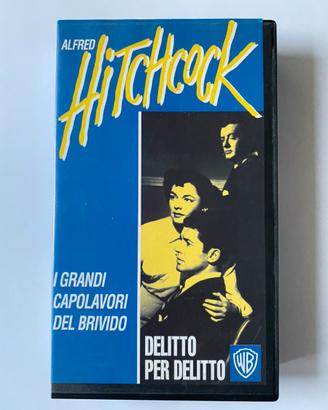 ALFRED
HITCHCOCK
I GRANDI
CAPOLAVORI
DEL BRIVIDO
DELITTO
PER DELITTO
WB